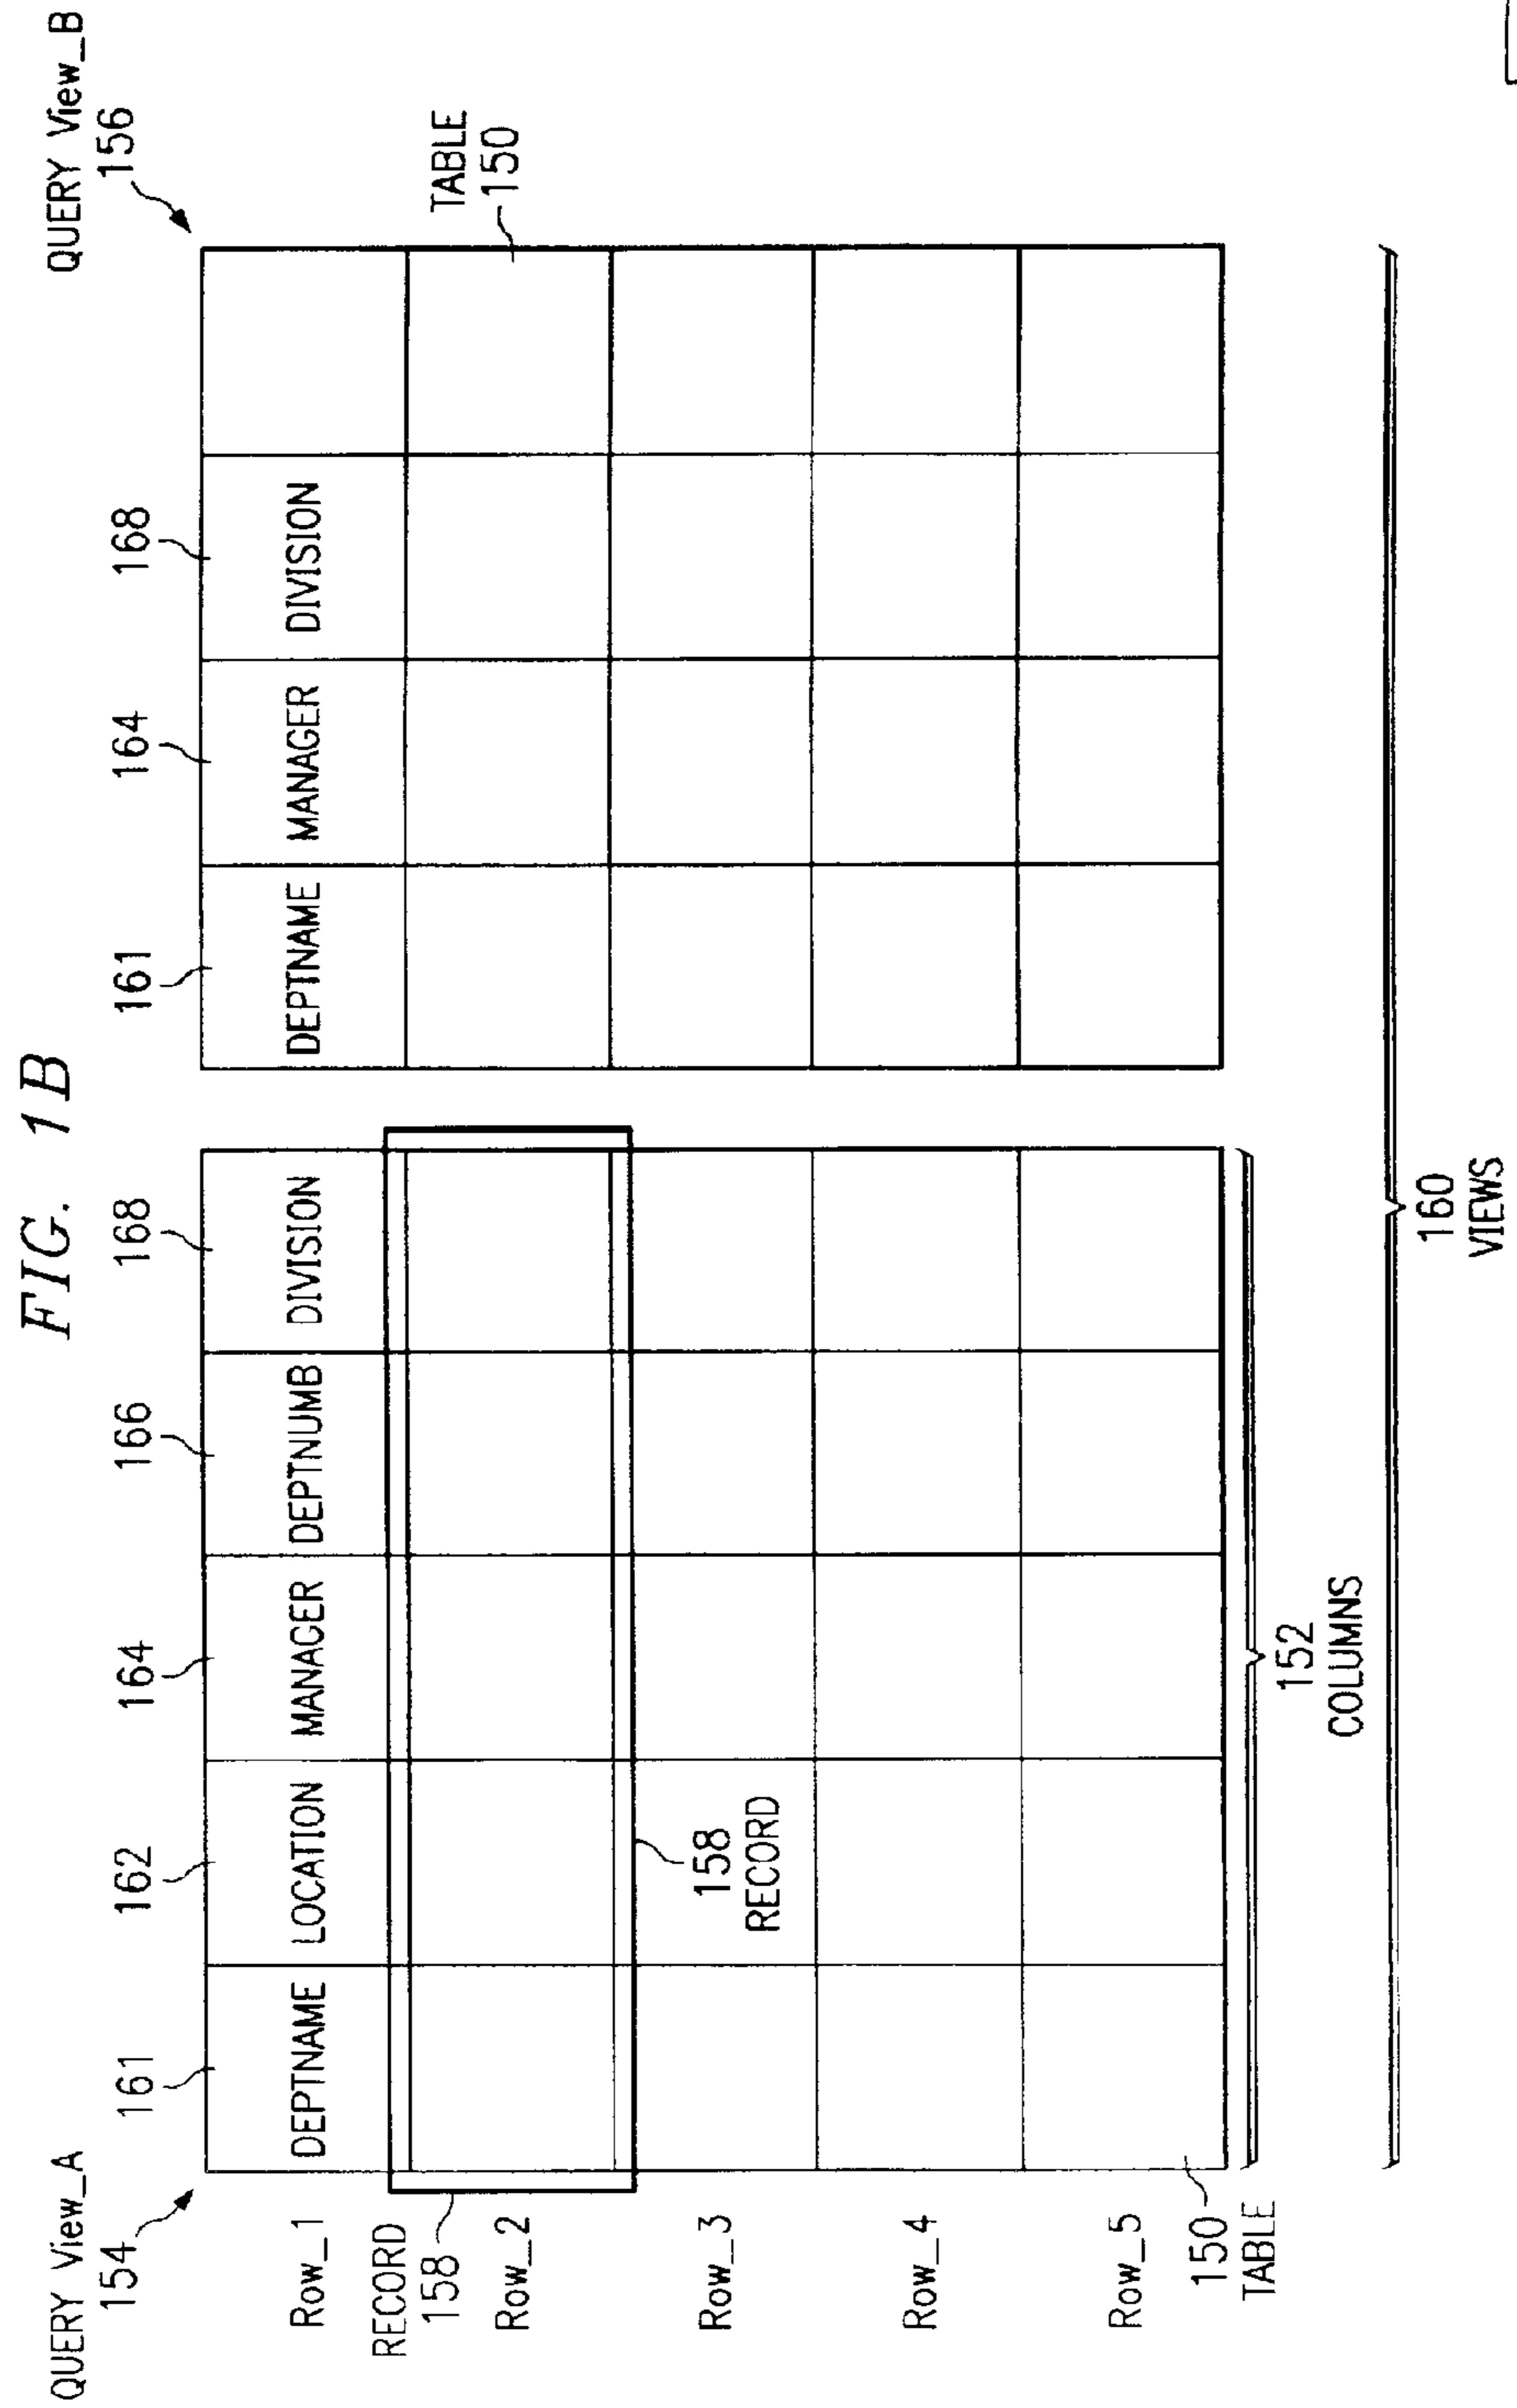 FIG. 1B
QUERY View_A
154
161
162
164
166
168
DEPTNAME
LOCATION
MANAGER
DEPTNUMB
DIVISION
Row_1
RECORD
158
Row_2
158
RECORD
Row_3
Row_4
Row_5
150
TABLE
152
COLUMNS
QUERY View_B
156
161
164
168
DEPTNAME
MANAGER
DIVISION
TABLE
150
160
VIEWS